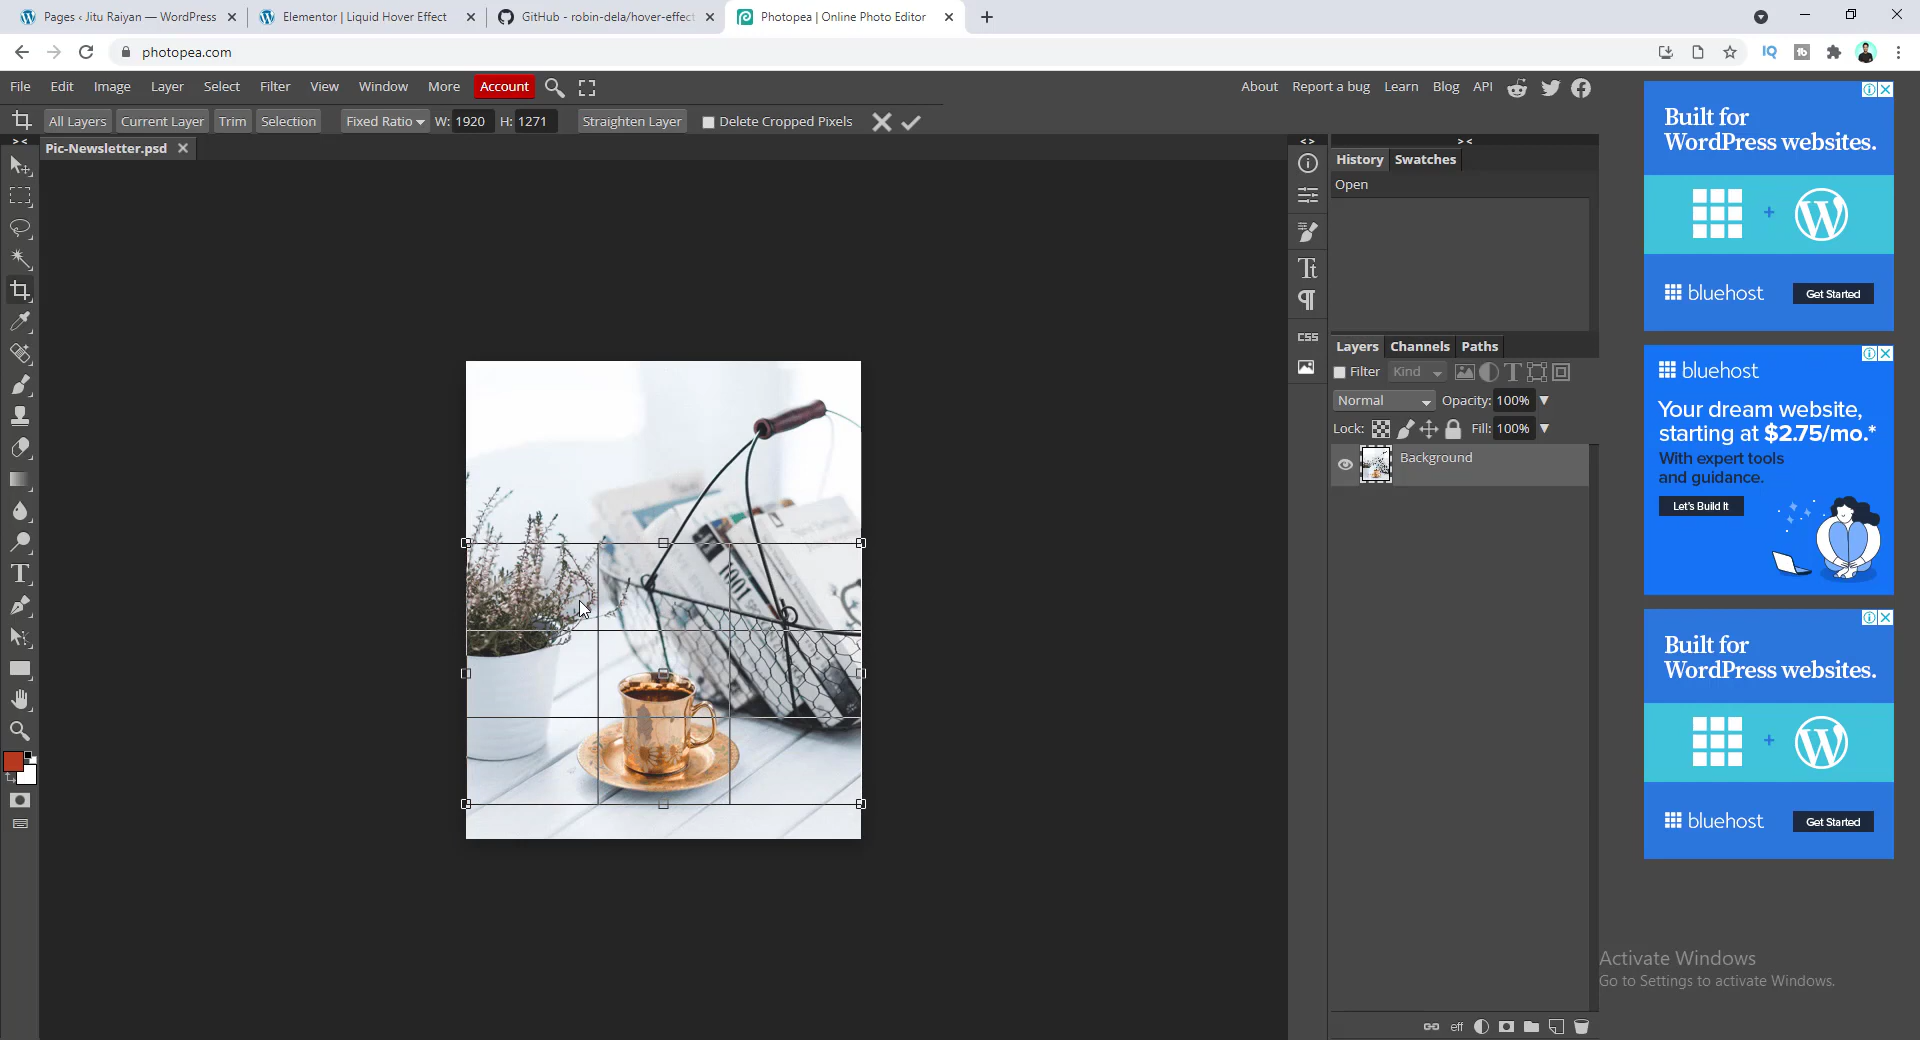 Pages ‹ Jitu Raiyan — WordPress
Elementor | Liquid Hover Effect
GitHub - robin-dela/hover-effect
Photopea | Online Photo Editor
photopea.com
File Edit Image Layer Select Filter View Window More Account
About Report a bug Learn Blog API
All Layers Current Layer Trim Selection Fixed Ratio W: 1920 H: 1271 Straighten Layer Delete Cropped Pixels
Pic-Newsletter.psd
History Swatches
Open
CSS
Layers Channels Paths
Filter Kind
Normal Opacity: 100%
Lock: Fill: 100%
Background
eff
1001
Built for
WordPress websites.
bluehost Get Started
bluehost
Your dream website,
starting at $2.75/mo.*
With expert tools
and guidance.
Let's Build It
Built for
WordPress websites.
bluehost Get Started
Activate Windows
Go to Settings to activate Windows.